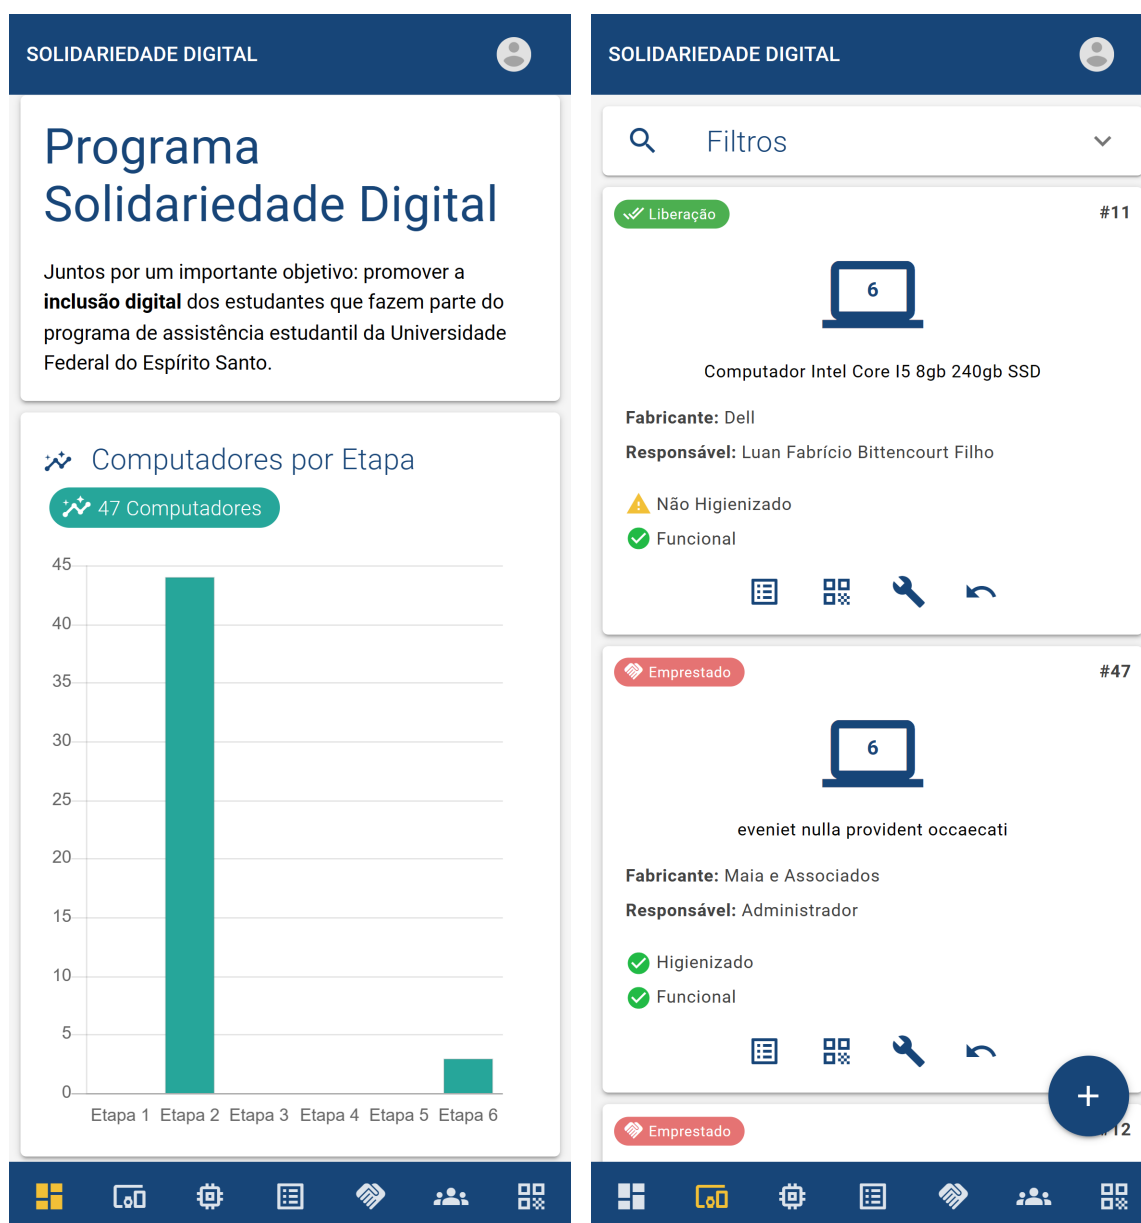 SOLIDARIEDADE DIGITAL
Programa
Solidariedade Digital
Juntos por um importante objetivo: promover a
inclusão digital dos estudantes que fazem parte do
programa de assistência estudantil da Universidade
Federal do Espírito Santo.
Computadores por Etapa
47 Computadores
45
40
35
30
25
20
15
10
5
0
Etapa 1 Etapa 2 Etapa 3 Etapa 4 Etapa 5 Etapa 6
SOLIDARIEDADE DIGITAL
Filtros
Liberação #11
6
Computador Intel Core I5 8gb 240gb SSD
Fabricante: Dell
Responsável: Luan Fabrício Bittencourt Filho
Não Higienizado
Funcional
Emprestado #47
6
eveniet nulla provident occaecati
Fabricante: Maia e Associados
Responsável: Administrador
Higienizado
Funcional
+
Emprestado 12